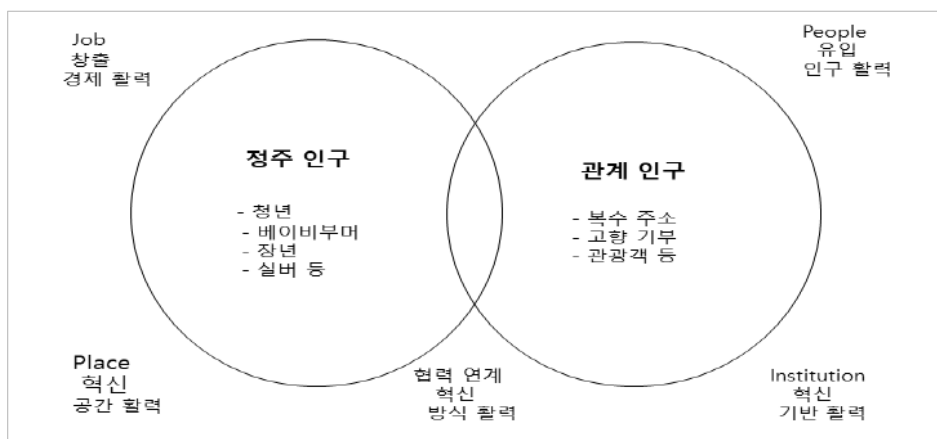 Job
창출
경제 활력
People
유입
인구 활력
정주 인구
- 청년
- 베이비부머
- 장년
- 실버 등
관계 인구
- 복수 주소
- 고향 기부
- 관광객 등
Place
혁신
공간 활력
협력 연계
혁신
방식 활력
Institution
혁신
기반 활력